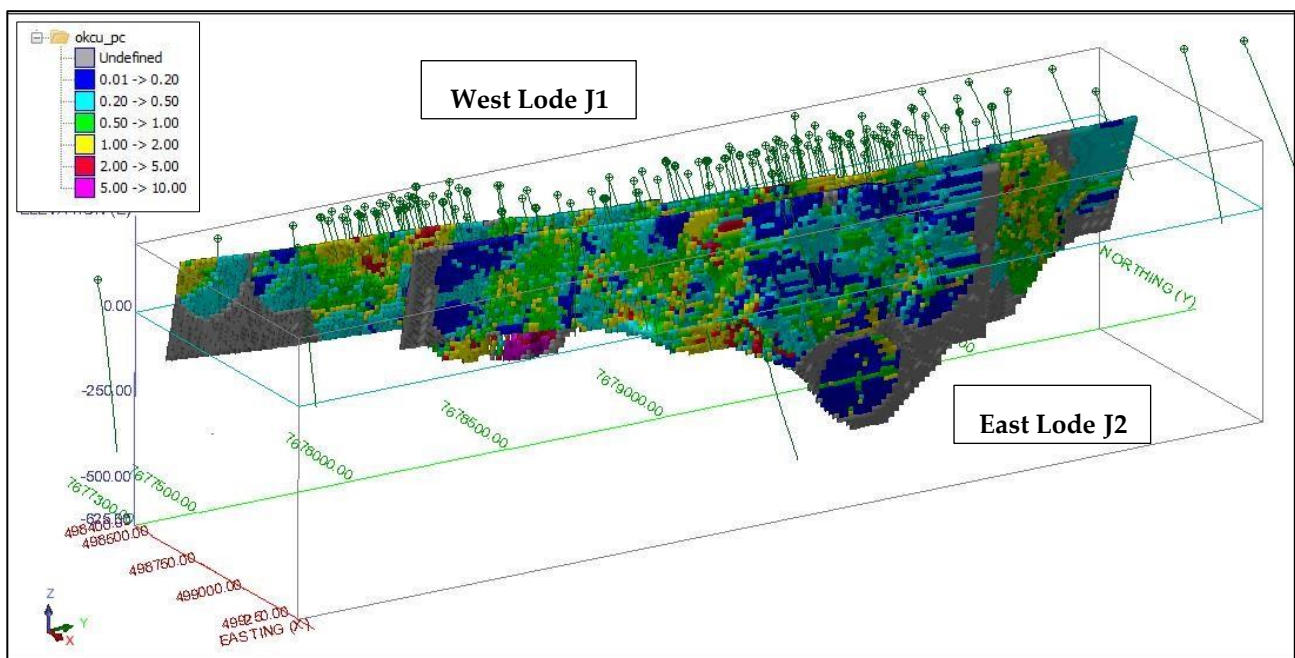 okcu_pc
Undefined
0.01 -> 0.20
0.20 -> 0.50
0.50 -> 1.00
1.00 -> 2.00
2.00 -> 5.00
5.00 -> 10.00
West Lode J1
NORTHING (Y)
0.00
-250.00
7679000.00
7678500.00
East Lode J2
7678000.00
-500.00
7677500.00
7677300.00
498400.00
498500.00
498750.00
499000.00
499250.00
EASTING (X)
Z
Y
X